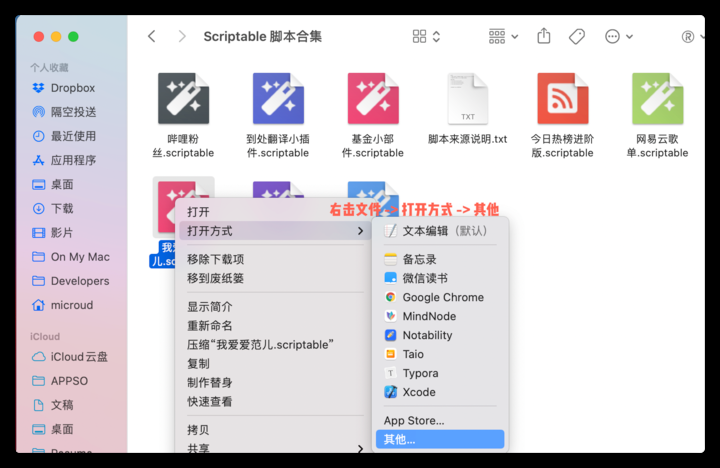 Scriptable 脚本合集
个人收藏
Dropbox
隔空投送
最近使用
应用程序
桌面
下载
影片
On My Mac
Developers
microud
iCloud
iCloud 云盘
APPSO
文稿
桌面
哔哩粉
丝.scriptable
到处翻译小插
件.scriptable
基金小部
件.scriptable
TXT
脚本来源说明.txt
今日热榜进阶
版.scriptable
网易云歌
单.scriptable
右击文件 -> 打开方式 -> 其他
打开
打开方式
移除下载项
移到废纸篓
显示简介
重新命名
压缩“我爱爱范儿.scriptable”
复制
制作替身
快速查看
拷贝
共享
文本编辑（默认）
备忘录
微信读书
Google Chrome
MindNode
Notability
Taio
Typora
Xcode
App Store...
其他...